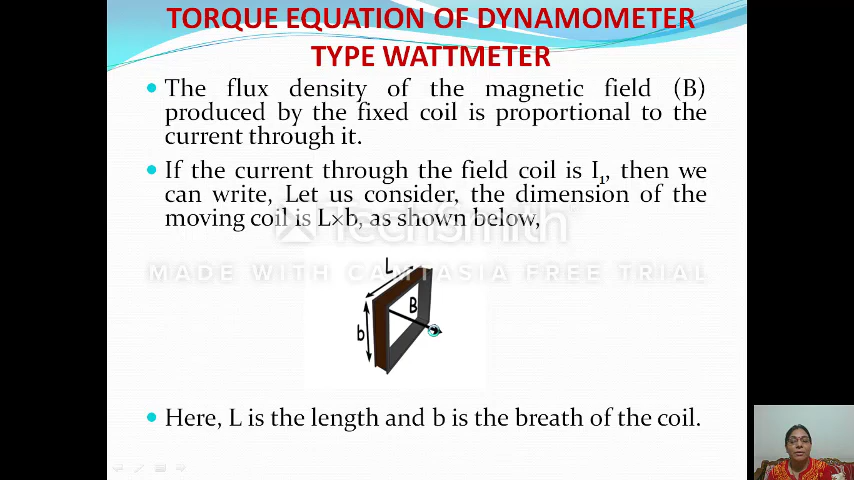 TORQUE EQUATION OF DYNAMOMETER
TYPE WATTMETER
• The flux density of the magnetic field (B)
produced by the fixed coil is proportional to the
current through it.
• If the current through the field coil is I₁, then we
can write, Let us consider, the dimension of the
moving coil is L×b, as shown below,
TechSmith
MADE WITH CAMTASIA FREE TRIAL
L
B
b
• Here, L is the length and b is the breath of the coil.